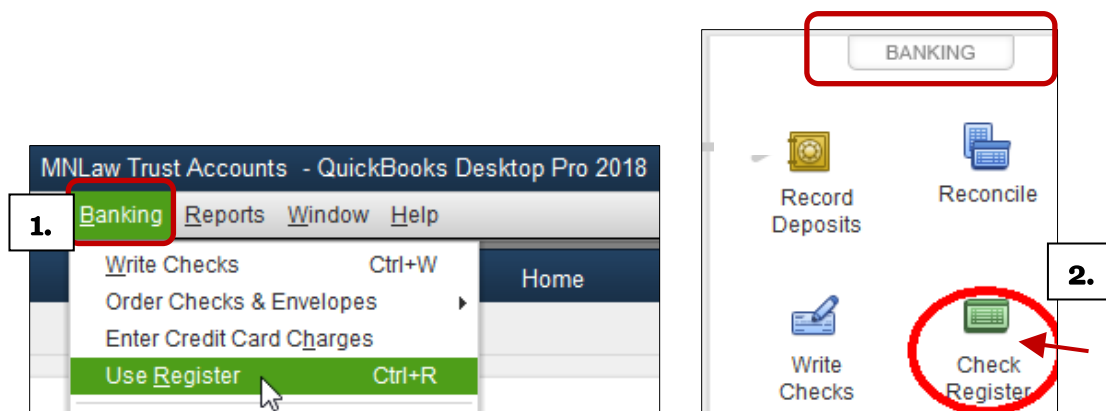 MNLaw Trust Accounts - QuickBooks Desktop Pro 2018
1.
Banking Reports Window Help
Write Checks Ctrl+W
Home
Order Checks & Envelopes
Enter Credit Card Charges
Use Register Ctrl+R
BANKING
Record
Deposits
Reconcile
2.
Write
Checks
Check
Register